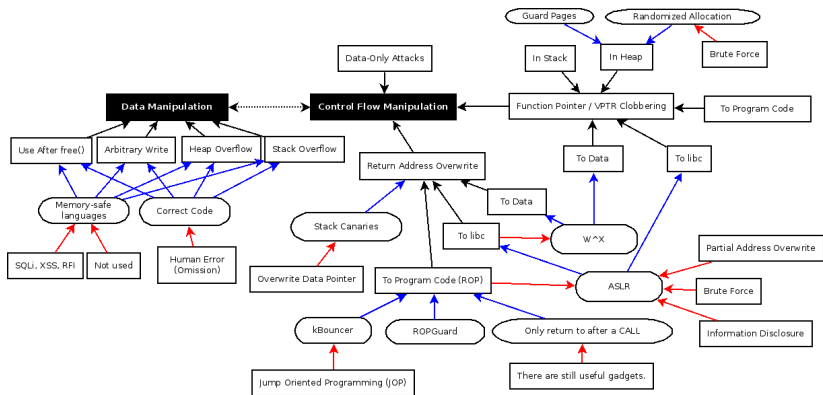 Guard Pages
Randomized Allocation
Data-Only Attacks
In Stack
In Heap
Brute Force
Data Manipulation
Control Flow Manipulation
Function Pointer / VPTR Clobbering
To Program Code
Use After free()
Arbitrary Write
Heap Overflow
Stack Overflow
Return Address Overwrite
To Data
To libc
Memory-safe
languages
Correct Code
Stack Canaries
To Data
To libc
W^X
SQLi, XSS, RFI
Not used
Human Error
(Omission)
Overwrite Data Pointer
To Program Code (ROP)
ASLR
Partial Address Overwrite
Brute Force
Information Disclosure
kBouncer
ROPGuard
Only return to after a CALL
Jump Oriented Programming (JOP)
There are still useful gadgets.